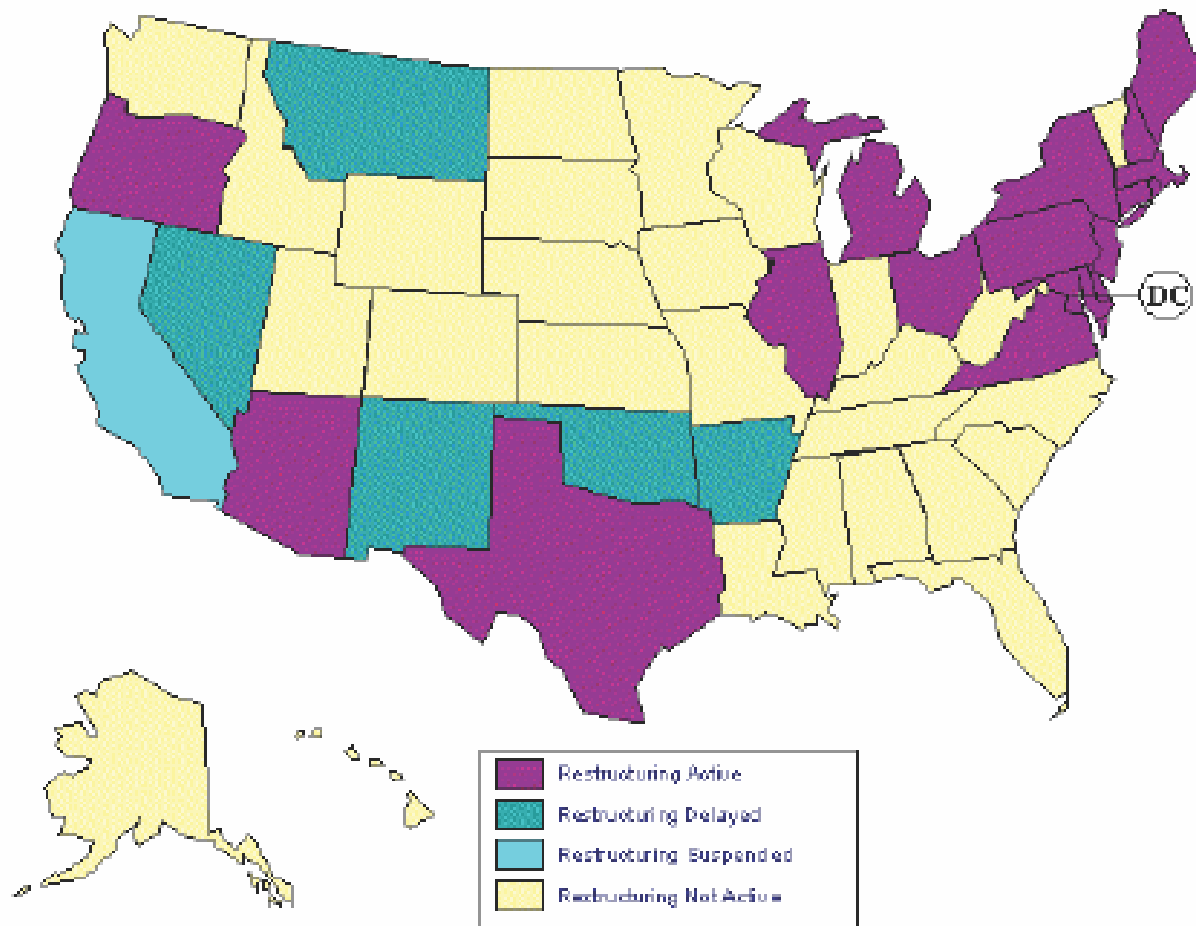 DC
Restructuring Active
Restructuring Delayed
Restructuring Suspended
Restructuring Not Active